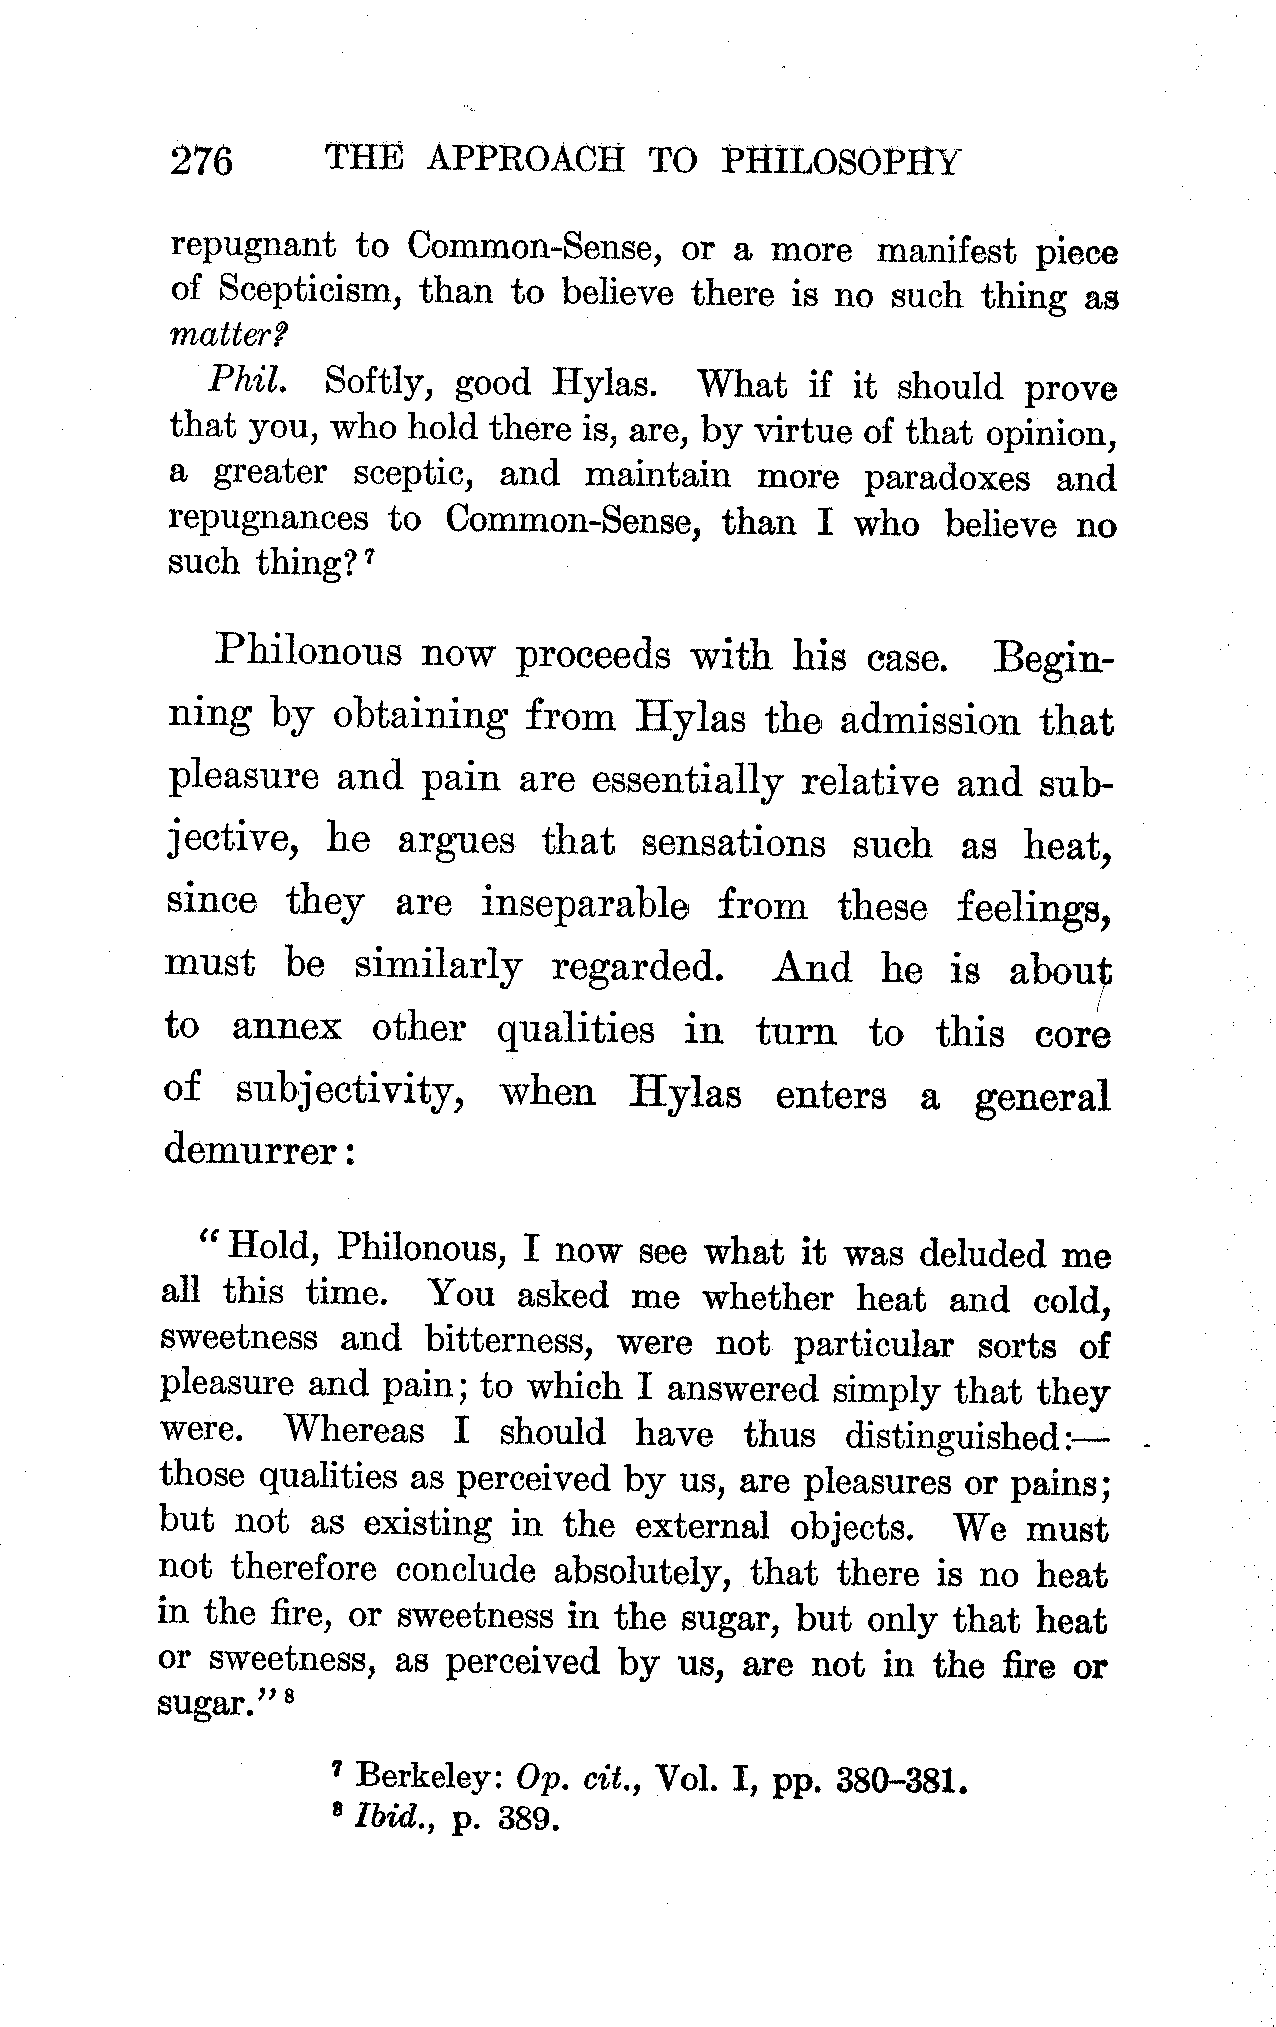 276 THE APPROACH TO PHILOSOPHY
repugnant to Common-Sense, or a more manifest piece
of Scepticism, than to believe there is no such thing as
matter?
Phil. Softly, good Hylas. What if it should prove
that you, who hold there is, are, by virtue of that opinion,
a greater sceptic, and maintain more paradoxes and
repugnances to Common-Sense, than I who believe no
such thing? 7
Philonous now proceeds with his case. Begin-
ning by obtaining from Hylas the admission that
pleasure and pain are essentially relative and sub-
jective, he argues that sensations such as heat,
since they are inseparable from these feelings,
must be similarly regarded. And he is about
to annex other qualities in turn to this core
of subjectivity, when Hylas enters a general
demurrer:
"Hold, Philonous, I now see what it was deluded me
all this time. You asked me whether heat and cold,
sweetness and bitterness, were not particular sorts of
pleasure and pain; to which I answered simply that they
were. Whereas I should have thus distinguished:—
those qualities as perceived by us, are pleasures or pains;
but not as existing in the external objects. We must
not therefore conclude absolutely, that there is no heat
in the fire, or sweetness in the sugar, but only that heat
or sweetness, as perceived by us, are not in the fire or
sugar." 8
7 Berkeley: Op. cit., Vol. I, pp. 380–381.
8 Ibid., p. 389.